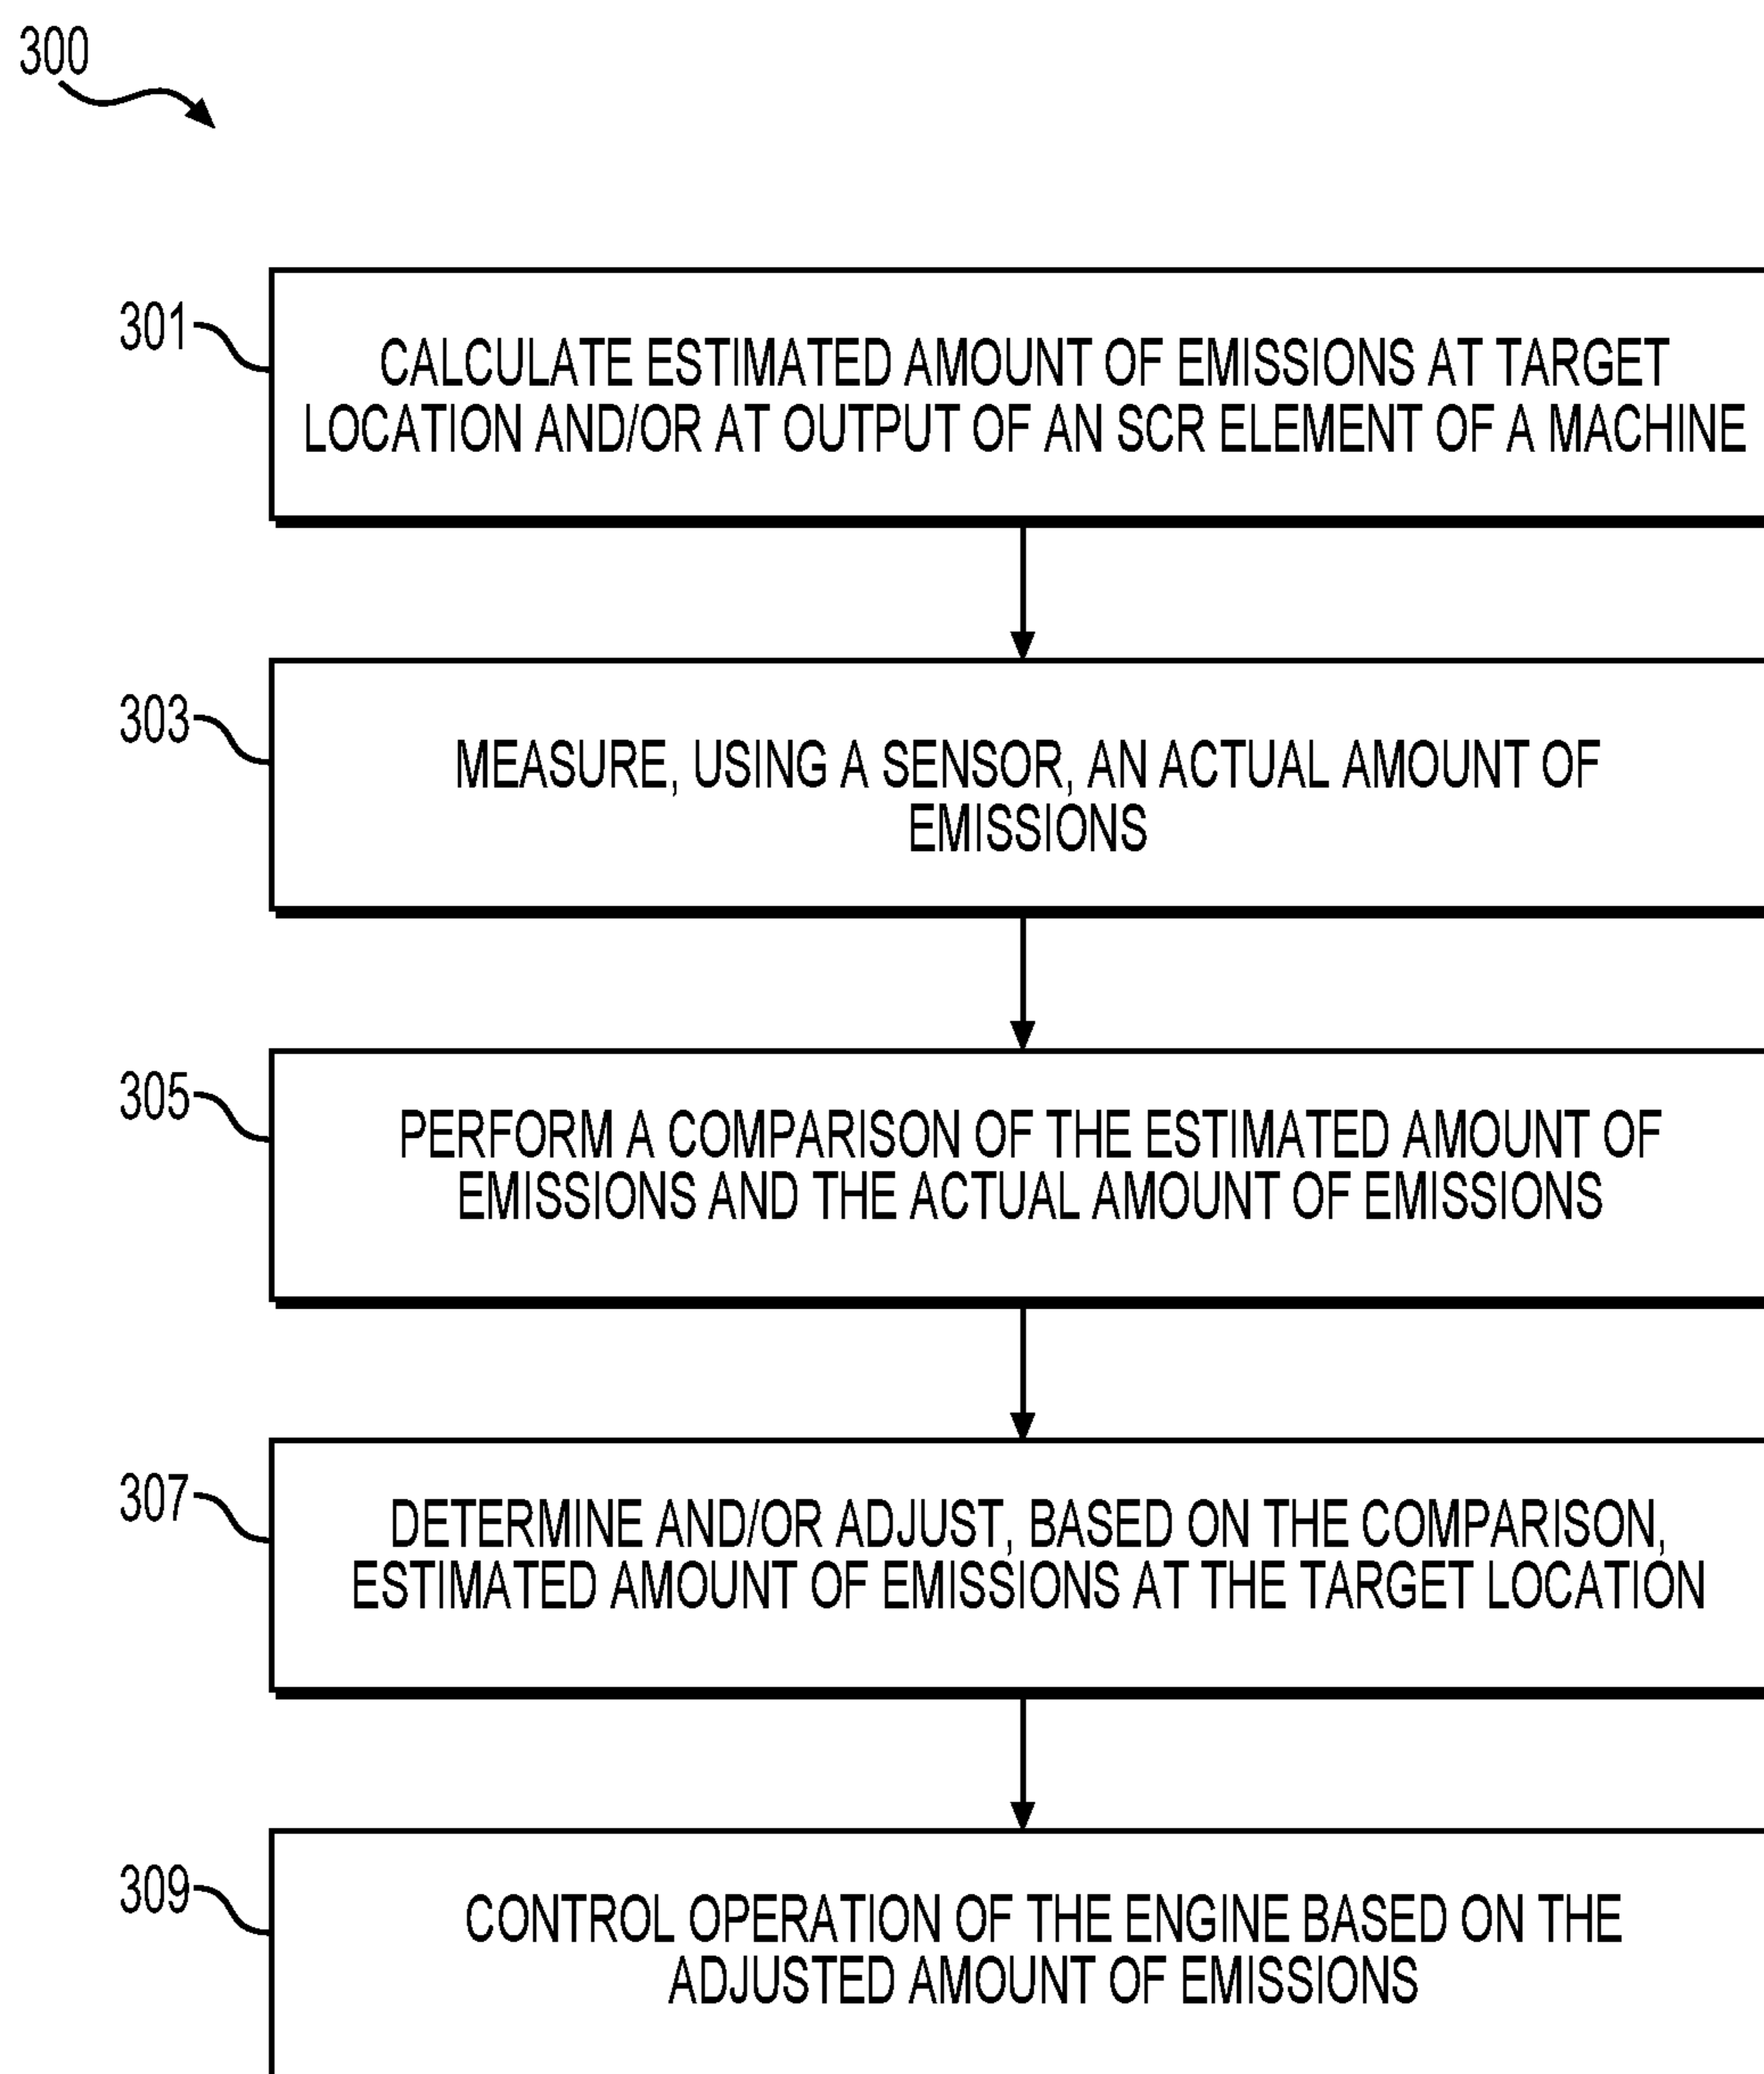 300
301
CALCULATE ESTIMATED AMOUNT OF EMISSIONS AT TARGET
LOCATION AND/OR AT OUTPUT OF AN SCR ELEMENT OF A MACHINE
303
MEASURE, USING A SENSOR, AN ACTUAL AMOUNT OF
EMISSIONS
305
PERFORM A COMPARISON OF THE ESTIMATED AMOUNT OF
EMISSIONS AND THE ACTUAL AMOUNT OF EMISSIONS
307
DETERMINE AND/OR ADJUST, BASED ON THE COMPARISON,
ESTIMATED AMOUNT OF EMISSIONS AT THE TARGET LOCATION
309
CONTROL OPERATION OF THE ENGINE BASED ON THE
ADJUSTED AMOUNT OF EMISSIONS